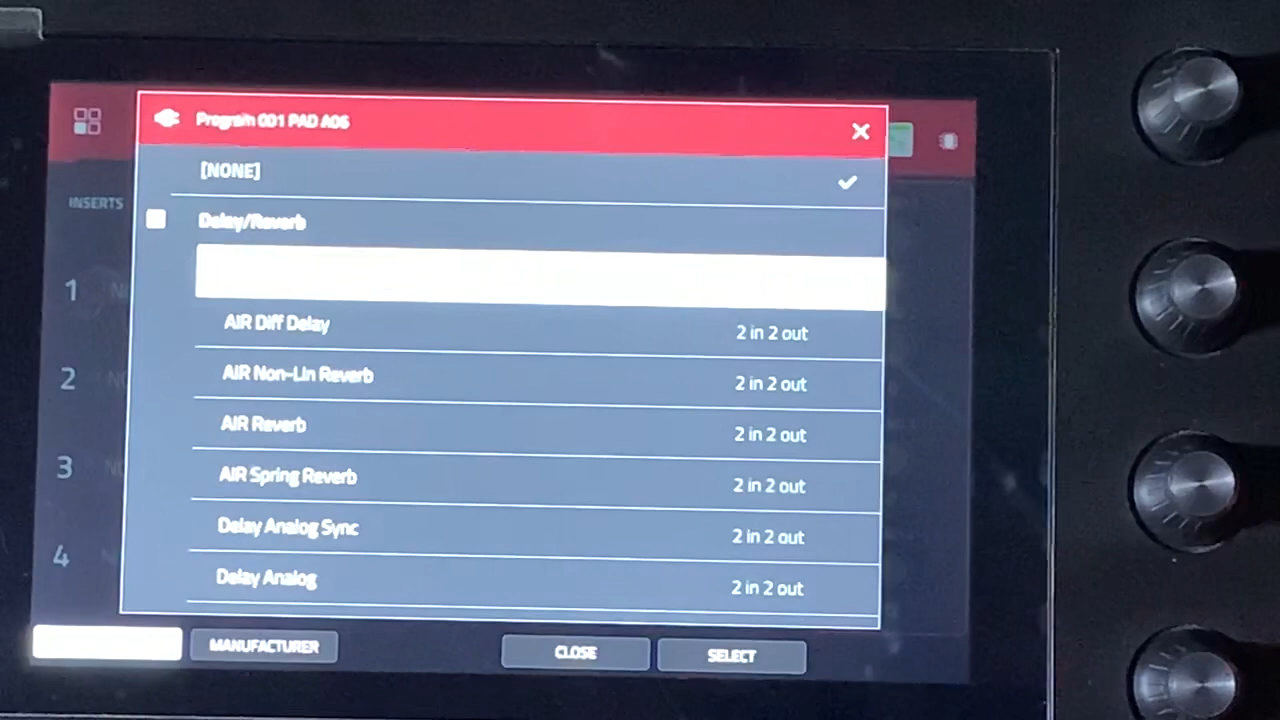 Program 001 PAD A06
[NONE]
INSERTS
Delay/Reverb
1
AIR Diff Delay 2 in 2 out
2
AIR Non-Lin Reverb 2 in 2 out
AIR Reverb 2 in 2 out
3
AIR Spring Reverb 2 in 2 out
Delay Analog Sync 2 in 2 out
4
Delay Analog 2 in 2 out
MANUFACTURER
CLOSE
SELECT